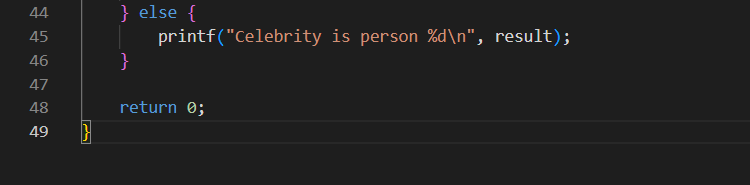 44 } else {
45 printf("Celebrity is person %d\n", result);
46 }
47
48 return 0;
49 }